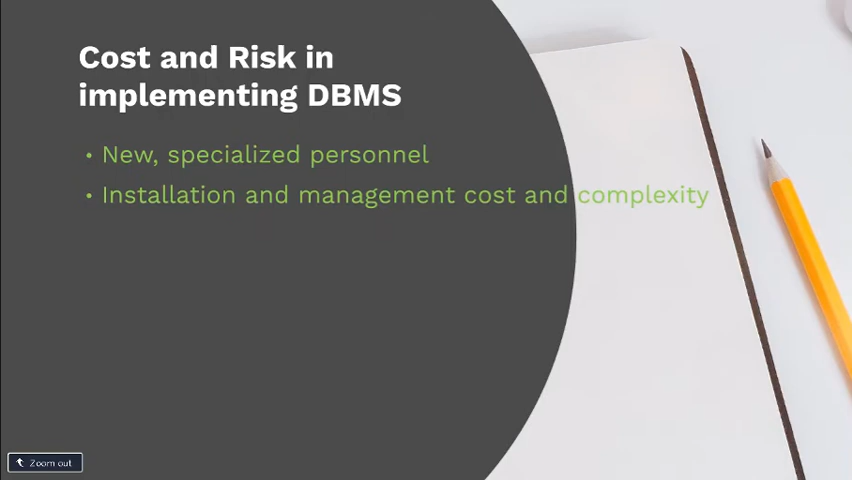 Cost and Risk in
implementing DBMS
• New, specialized personnel
• Installation and management cost and complexity
Zoom out